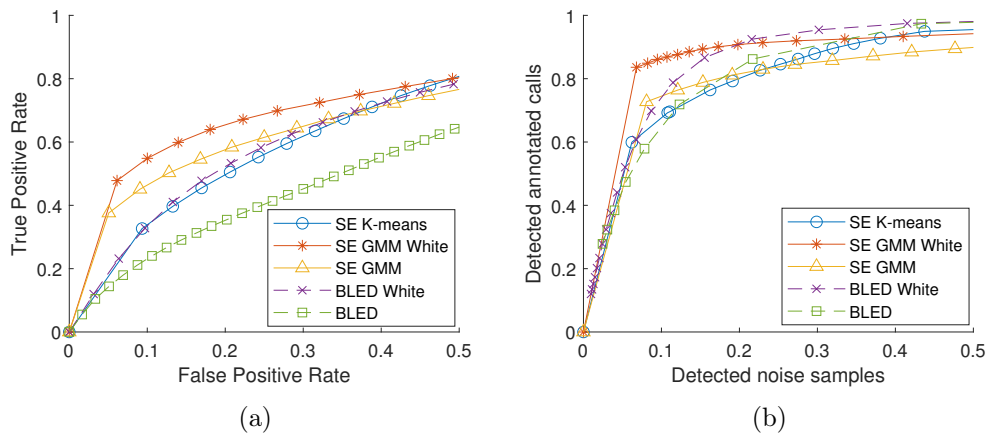 1
0.8
0.6
0.4
0.2
0
True Positive Rate
0 0.1 0.2 0.3 0.4 0.5
False Positive Rate
SE K-means
SE GMM White
SE GMM
BLED White
BLED
(a)
1
0.8
0.6
0.4
0.2
0
Detected annotated calls
0 0.1 0.2 0.3 0.4 0.5
Detected noise samples
SE K-means
SE GMM White
SE GMM
BLED White
BLED
(b)